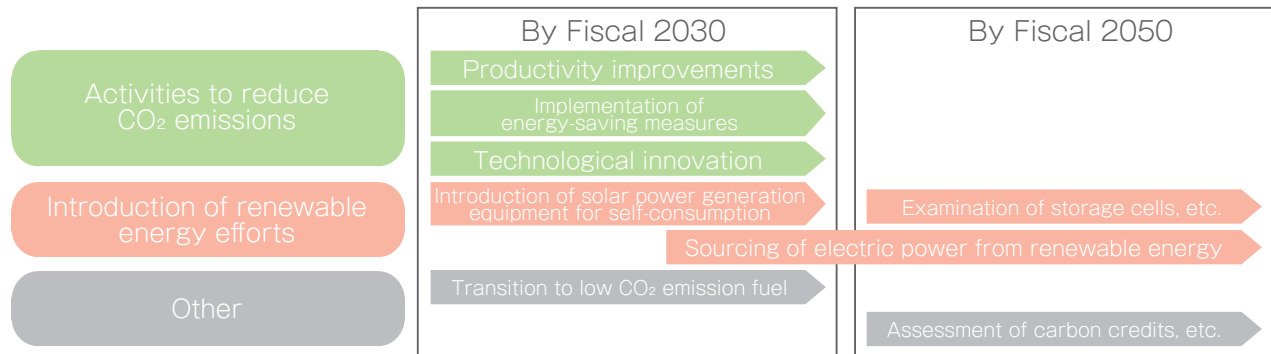 By Fiscal 2030
By Fiscal 2050
Activities to reduce
CO₂ emissions
Productivity improvements
Implementation of
energy-saving measures
Technological innovation
Introduction of renewable
energy efforts
Introduction of solar power generation
equipment for self-consumption
Examination of storage cells, etc.
Sourcing of electric power from renewable energy
Other
Transition to low CO₂ emission fuel
Assessment of carbon credits, etc.